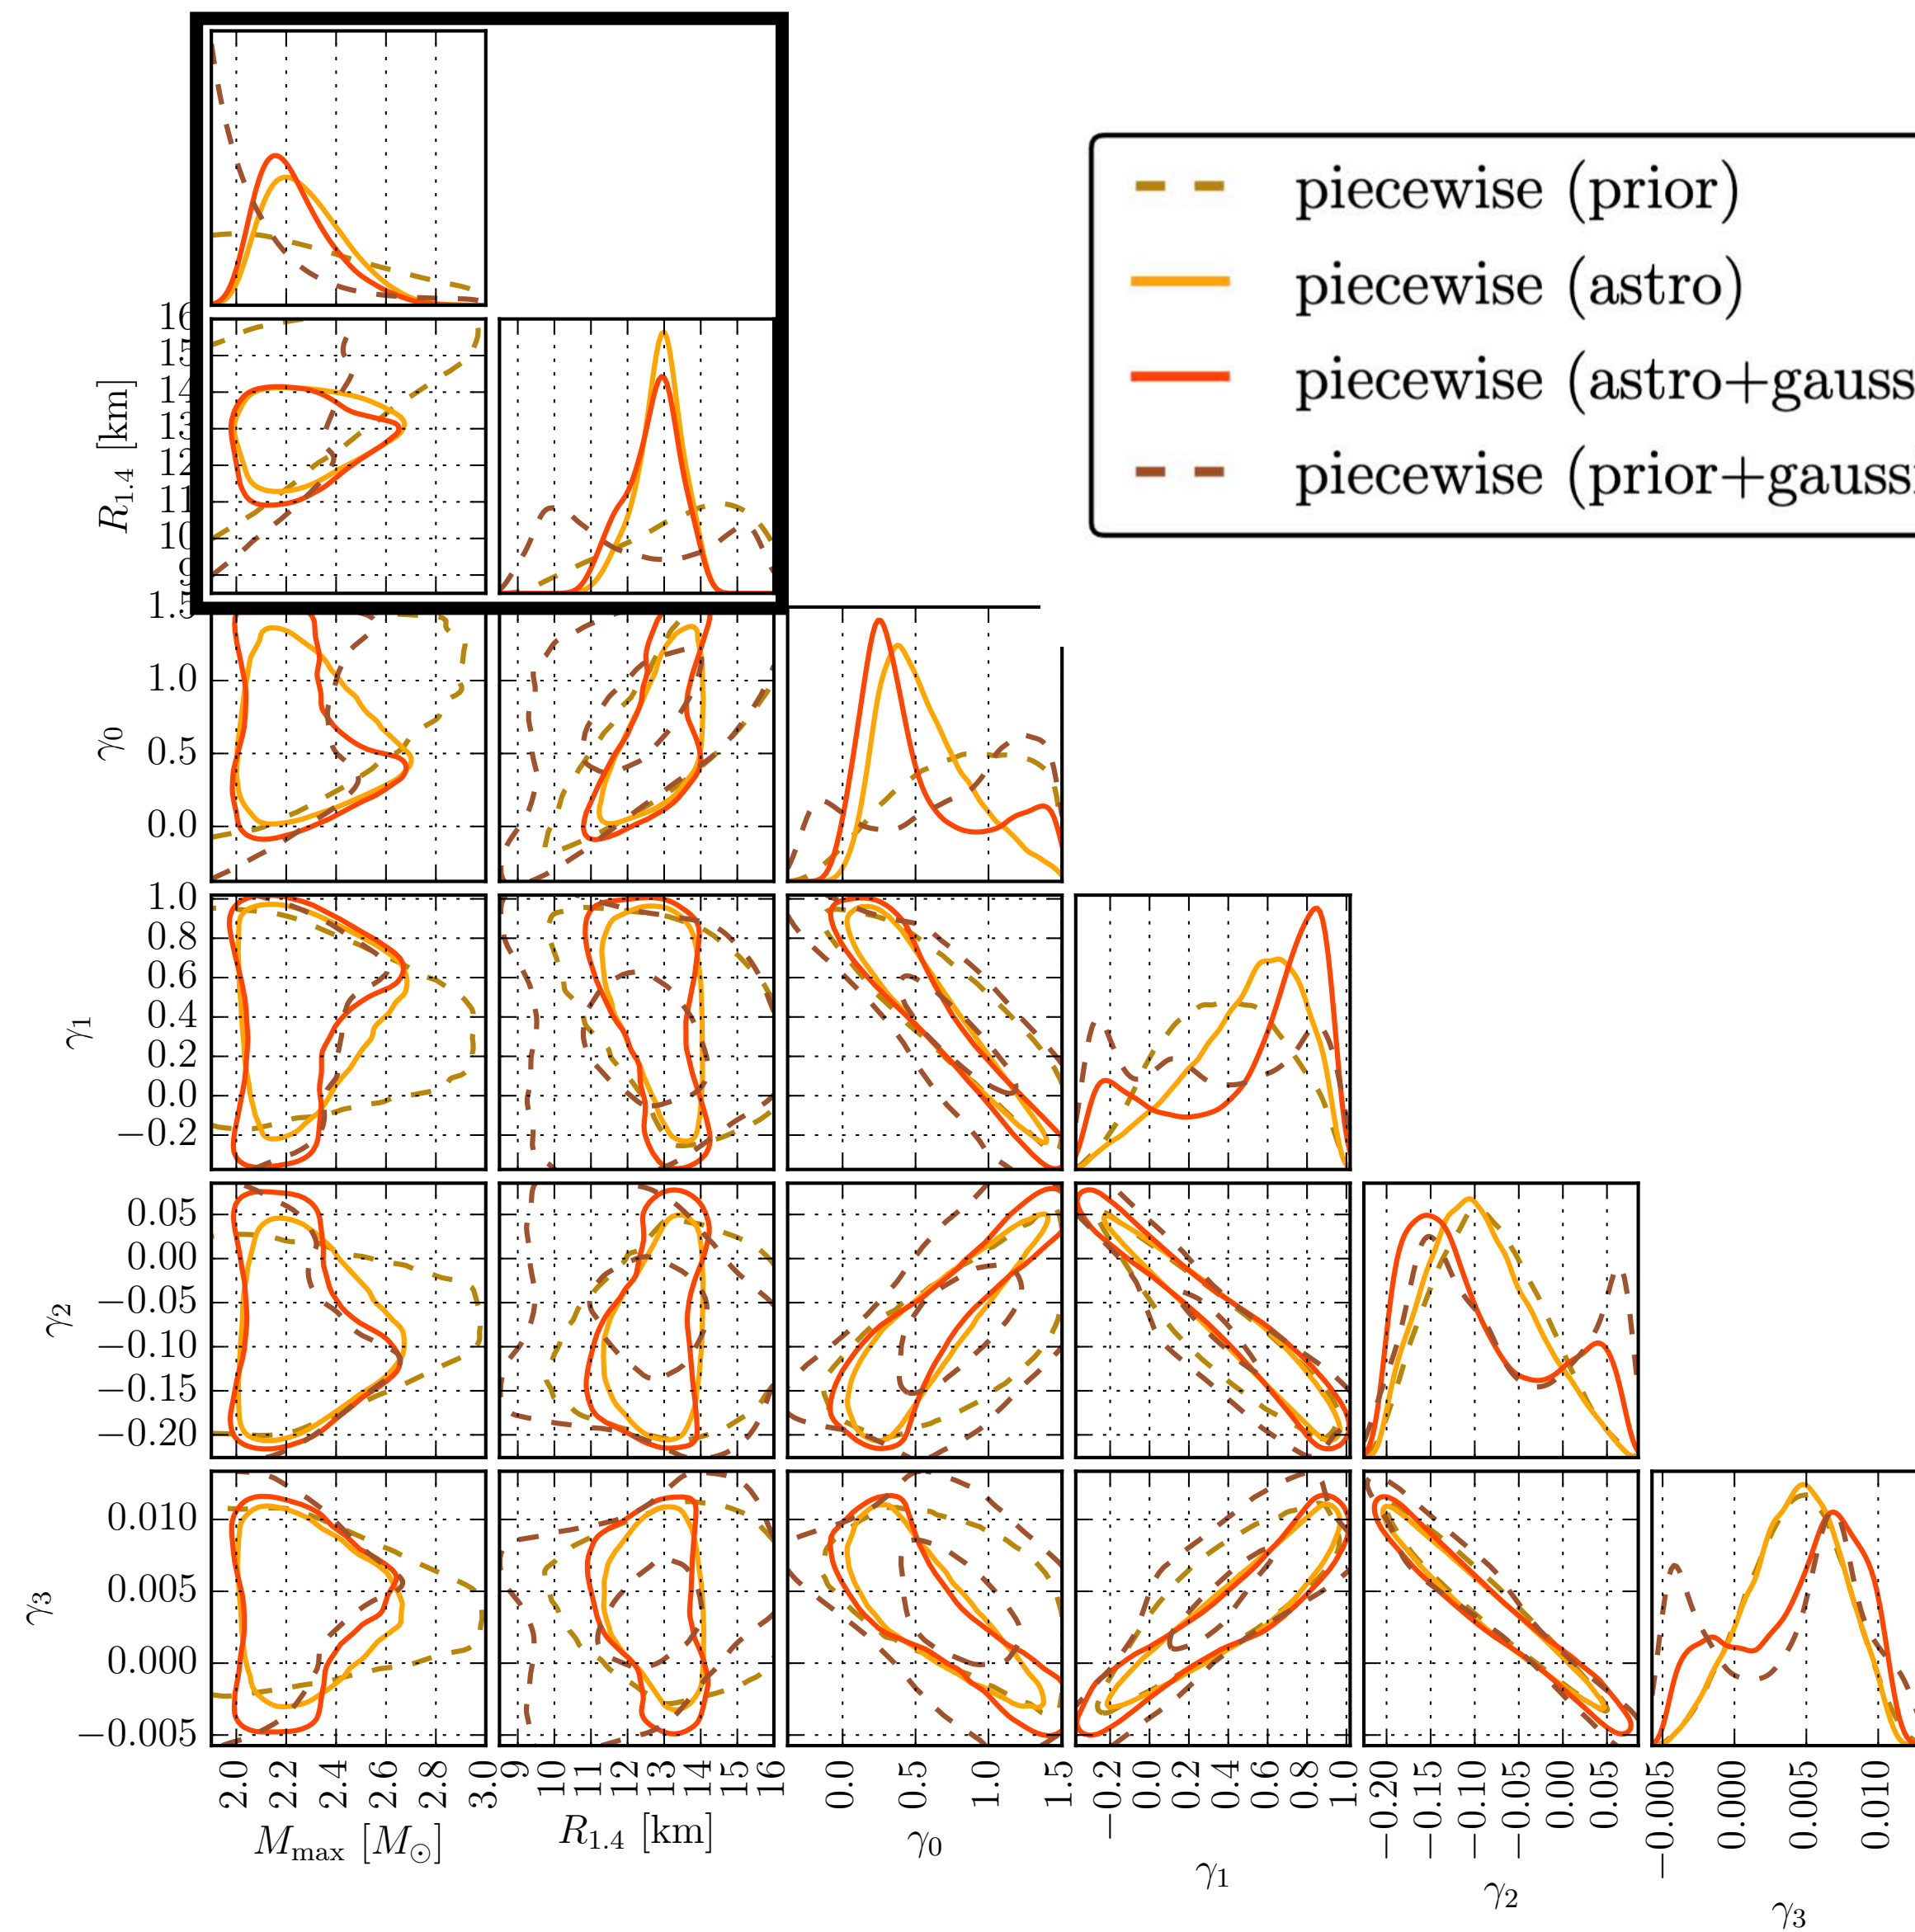 piecewise (prior)
piecewise (astro)
piecewise (astro+gauss
piecewise (prior+gauss
R1.4 [km]
16
15
14
13
12
11
10
9
γ0
1.5
1.0
0.5
0.0
γ1
1.0
0.8
0.6
0.4
0.2
0.0
−0.2
γ2
0.05
0.00
−0.05
−0.10
−0.15
−0.20
γ3
0.010
0.005
0.000
−0.005
2.0 2.2 2.4 2.6 2.8 3.0
9 10 11 12 13 14 15 16
0.0 0.5 1.0 1.5
−0.2 0.0 0.2 0.4 0.6 0.8 1.0
−0.20 −0.15 −0.10 −0.05 0.00 0.05
−0.005 0.000 0.005 0.010
Mmax [M⊙]
R1.4 [km]
γ0
γ1
γ2
γ3